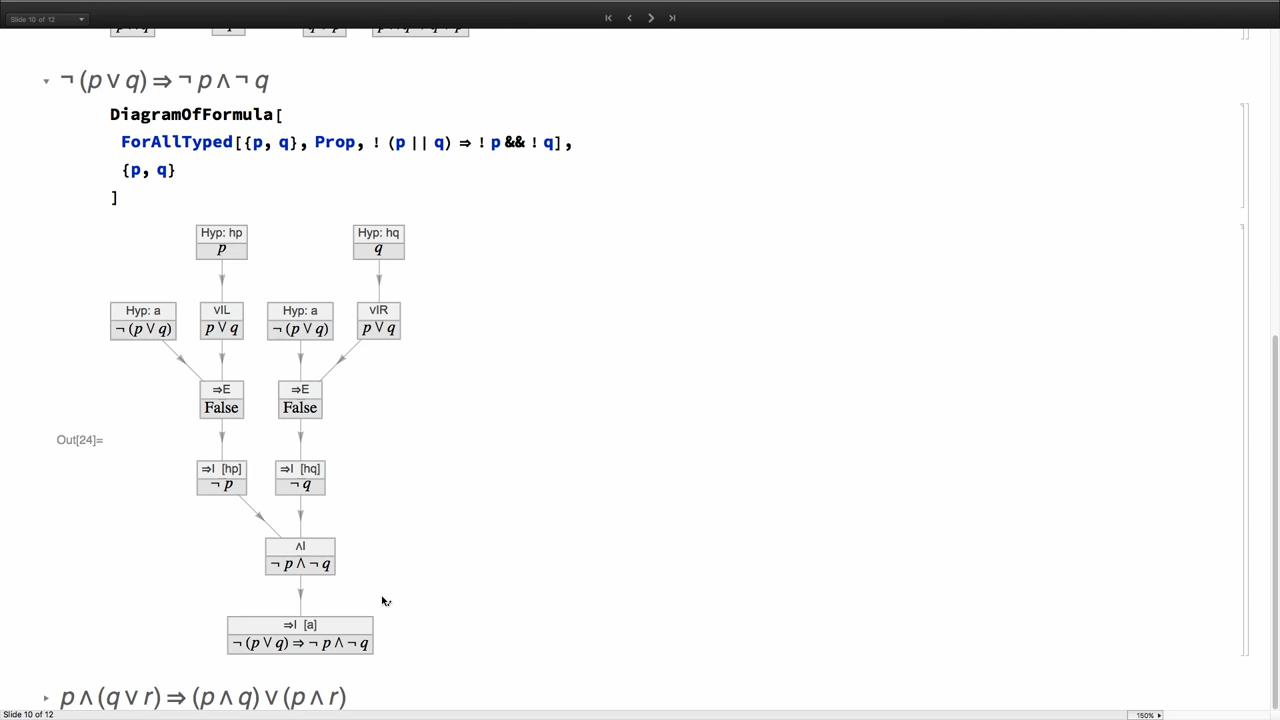 Slide 10 of 12
¬ (p ∨ q) ⇒ ¬ p ∧ ¬ q
DiagramOfFormula[
ForAllTyped[{p, q}, Prop, ! (p || q) ⇒ ! p && ! q],
{p, q}
]
Hyp: hp
p
Hyp: hq
q
Hyp: a
¬ (p ∨ q)
∨IL
p ∨ q
Hyp: a
¬ (p ∨ q)
∨IR
p ∨ q
⇒E
False
⇒E
False
Out[24]=
⇒I [hp]
¬ p
⇒I [hq]
¬ q
∧I
¬ p ∧ ¬ q
⇒I [a]
¬ (p ∨ q) ⇒ ¬ p ∧ ¬ q
p ∧ (q ∨ r) ⇒ (p ∧ q) ∨ (p ∧ r)
Slide 10 of 12
150%